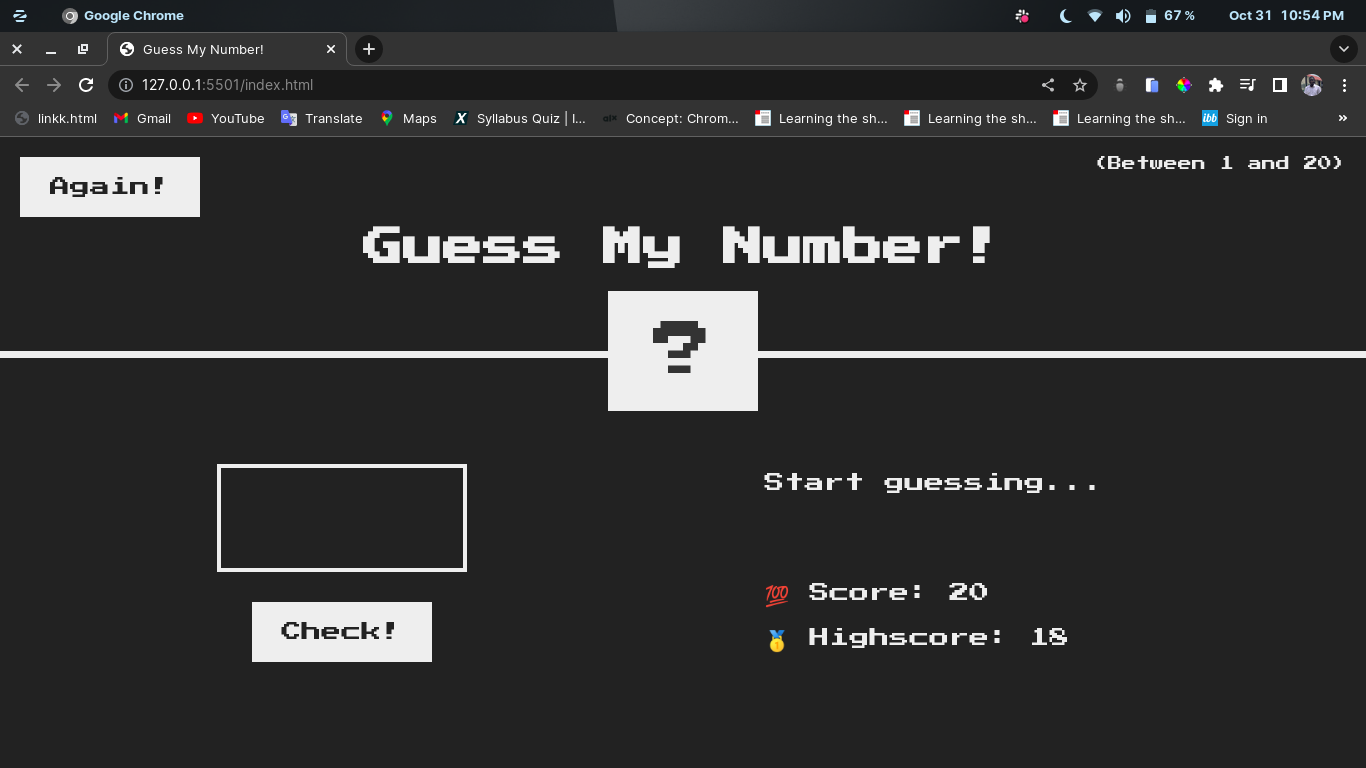 Google Chrome
67 %
Oct 31 10:54 PM
Guess My Number!
127.0.0.1:5501/index.html
linkk.html
Gmail
YouTube
Translate
Maps
X Syllabus Quiz | I...
Concept: Chrom...
Learning the sh...
Learning the sh...
Learning the sh...
ibb Sign in
»
Again!
(Between 1 and 20)
Guess My Number!
?
Start guessing...
💯 Score: 20
Check!
🥇 Highscore: 18